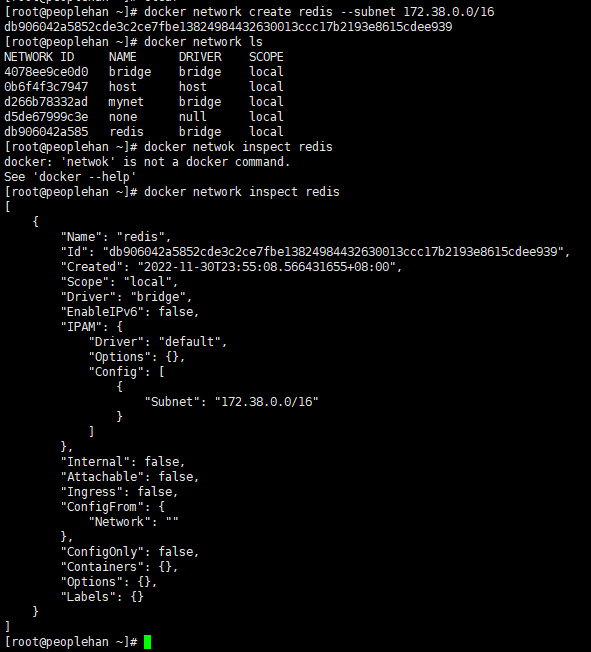 [root@peoplehan ~]# docker network create redis --subnet 172.38.0.0/16
db906042a5852cde3c2ce7fbe13824984432630013ccc17b2193e8615cdee939
[root@peoplehan ~]# docker network ls
NETWORK ID     NAME      DRIVER    SCOPE
4078ee9ce0d0   bridge    bridge    local
0b6f4f3c7947   host      host      local
d266b78332ad   mynet     bridge    local
d5de67999c3e   none      null      local
db906042a585   redis     bridge    local
[root@peoplehan ~]# docker netwok inspect redis
docker: 'netwok' is not a docker command.
See 'docker --help'
[root@peoplehan ~]# docker network inspect redis
[
    {
        "Name": "redis",
        "Id": "db906042a5852cde3c2ce7fbe13824984432630013ccc17b2193e8615cdee939",
        "Created": "2022-11-30T23:55:08.566431655+08:00",
        "Scope": "local",
        "Driver": "bridge",
        "EnableIPv6": false,
        "IPAM": {
            "Driver": "default",
            "Options": {},
            "Config": [
                {
                    "Subnet": "172.38.0.0/16"
                }
            ]
        },
        "Internal": false,
        "Attachable": false,
        "Ingress": false,
        "ConfigFrom": {
            "Network": ""
        },
        "ConfigOnly": false,
        "Containers": {},
        "Options": {},
        "Labels": {}
    }
]
[root@peoplehan ~]#